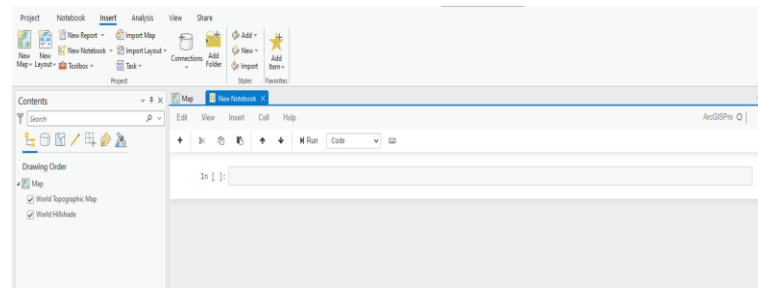 Project Notebook Insert Analysis View Share
New Map New Layout New Report New Notebook Toolbox Import Map Import Layout Task Connections Add Folder Add New Import Add Item
Project Styles Favorites
Contents
Search
Drawing Order
Map
World Topographic Map
World Hillshade
Map New Notebook
Edit View Insert Cell Help ArcGISPro
Run Code
In [ ]: